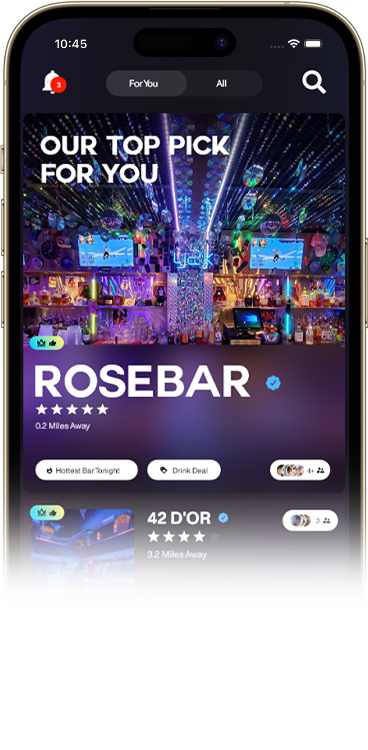 10:45
3
For You
All
OUR TOP PICK
FOR YOU
ROSEBAR
0.2 Miles Away
Hottest Bar Tonight
Drink Deal
4+
42 D'OR
3
3.2 Miles Away